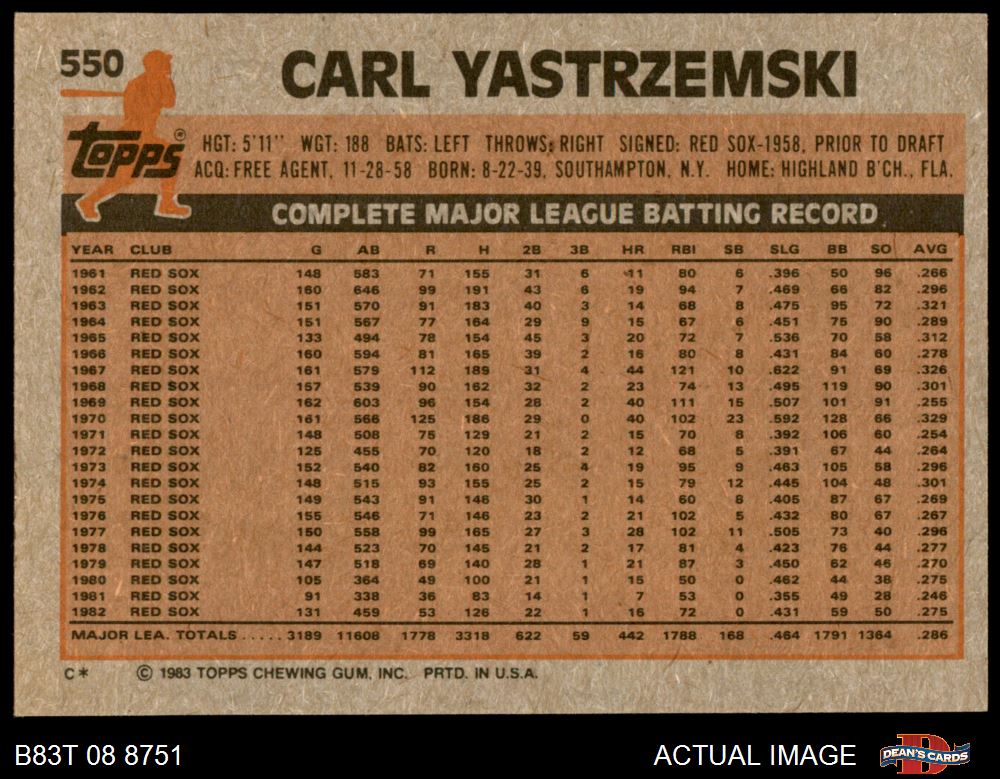 550 CARL YASTRZEMSKI
Topps ®
HGT: 5'11" WGT: 188 BATS: LEFT THROWS: RIGHT SIGNED: RED SOX-1958, PRIOR TO DRAFT
ACQ: FREE AGENT, 11-28-58 BORN: 8-22-39, SOUTHAMPTON, N.Y. HOME: HIGHLAND B'CH., FLA.
COMPLETE MAJOR LEAGUE BATTING RECORD
YEAR CLUB G AB R H 2B 3B HR RBI SB SLG BB SO AVG
1961 RED SOX 148 583 71 155 31 6 11 80 6 .396 50 96 .266
1962 RED SOX 160 646 99 191 43 6 19 94 7 .469 66 82 .296
1963 RED SOX 151 570 91 183 40 3 14 68 8 .475 95 72 .321
1964 RED SOX 151 567 77 164 29 9 15 67 6 .451 75 90 .289
1965 RED SOX 133 494 78 154 45 3 20 72 7 .536 70 58 .312
1966 RED SOX 160 594 81 165 39 2 16 80 8 .431 84 60 .278
1967 RED SOX 161 579 112 189 31 4 44 121 10 .622 91 69 .326
1968 RED SOX 157 539 90 162 32 2 23 74 13 .495 119 90 .301
1969 RED SOX 162 603 96 154 28 2 40 111 15 .507 101 91 .255
1970 RED SOX 161 566 125 186 29 0 40 102 23 .592 128 66 .329
1971 RED SOX 148 508 75 129 21 2 15 70 8 .392 106 60 .254
1972 RED SOX 125 455 70 120 18 2 12 68 5 .391 67 44 .264
1973 RED SOX 152 540 82 160 25 4 19 95 9 .463 105 58 .296
1974 RED SOX 148 515 93 155 25 2 15 79 12 .445 104 48 .301
1975 RED SOX 149 543 91 146 30 1 14 60 8 .405 87 67 .269
1976 RED SOX 155 546 71 146 23 2 21 102 5 .432 80 67 .267
1977 RED SOX 150 558 99 165 27 3 28 102 11 .505 73 40 .296
1978 RED SOX 144 523 70 145 21 2 17 81 4 .423 76 44 .277
1979 RED SOX 147 518 69 140 28 1 21 87 3 .450 62 46 .270
1980 RED SOX 105 364 49 100 21 1 15 50 0 .462 44 38 .275
1981 RED SOX 91 338 36 83 14 1 7 53 0 .355 49 28 .246
1982 RED SOX 131 459 53 126 22 1 16 72 0 .431 59 50 .275
MAJOR LEA. TOTALS ..... 3189 11608 1778 3318 622 59 442 1788 168 .464 1791 1364 .286
C* © 1983 TOPPS CHEWING GUM, INC. PRTD. IN U.S.A.
B83T 08 8751 ACTUAL IMAGE DEAN'S CARDS